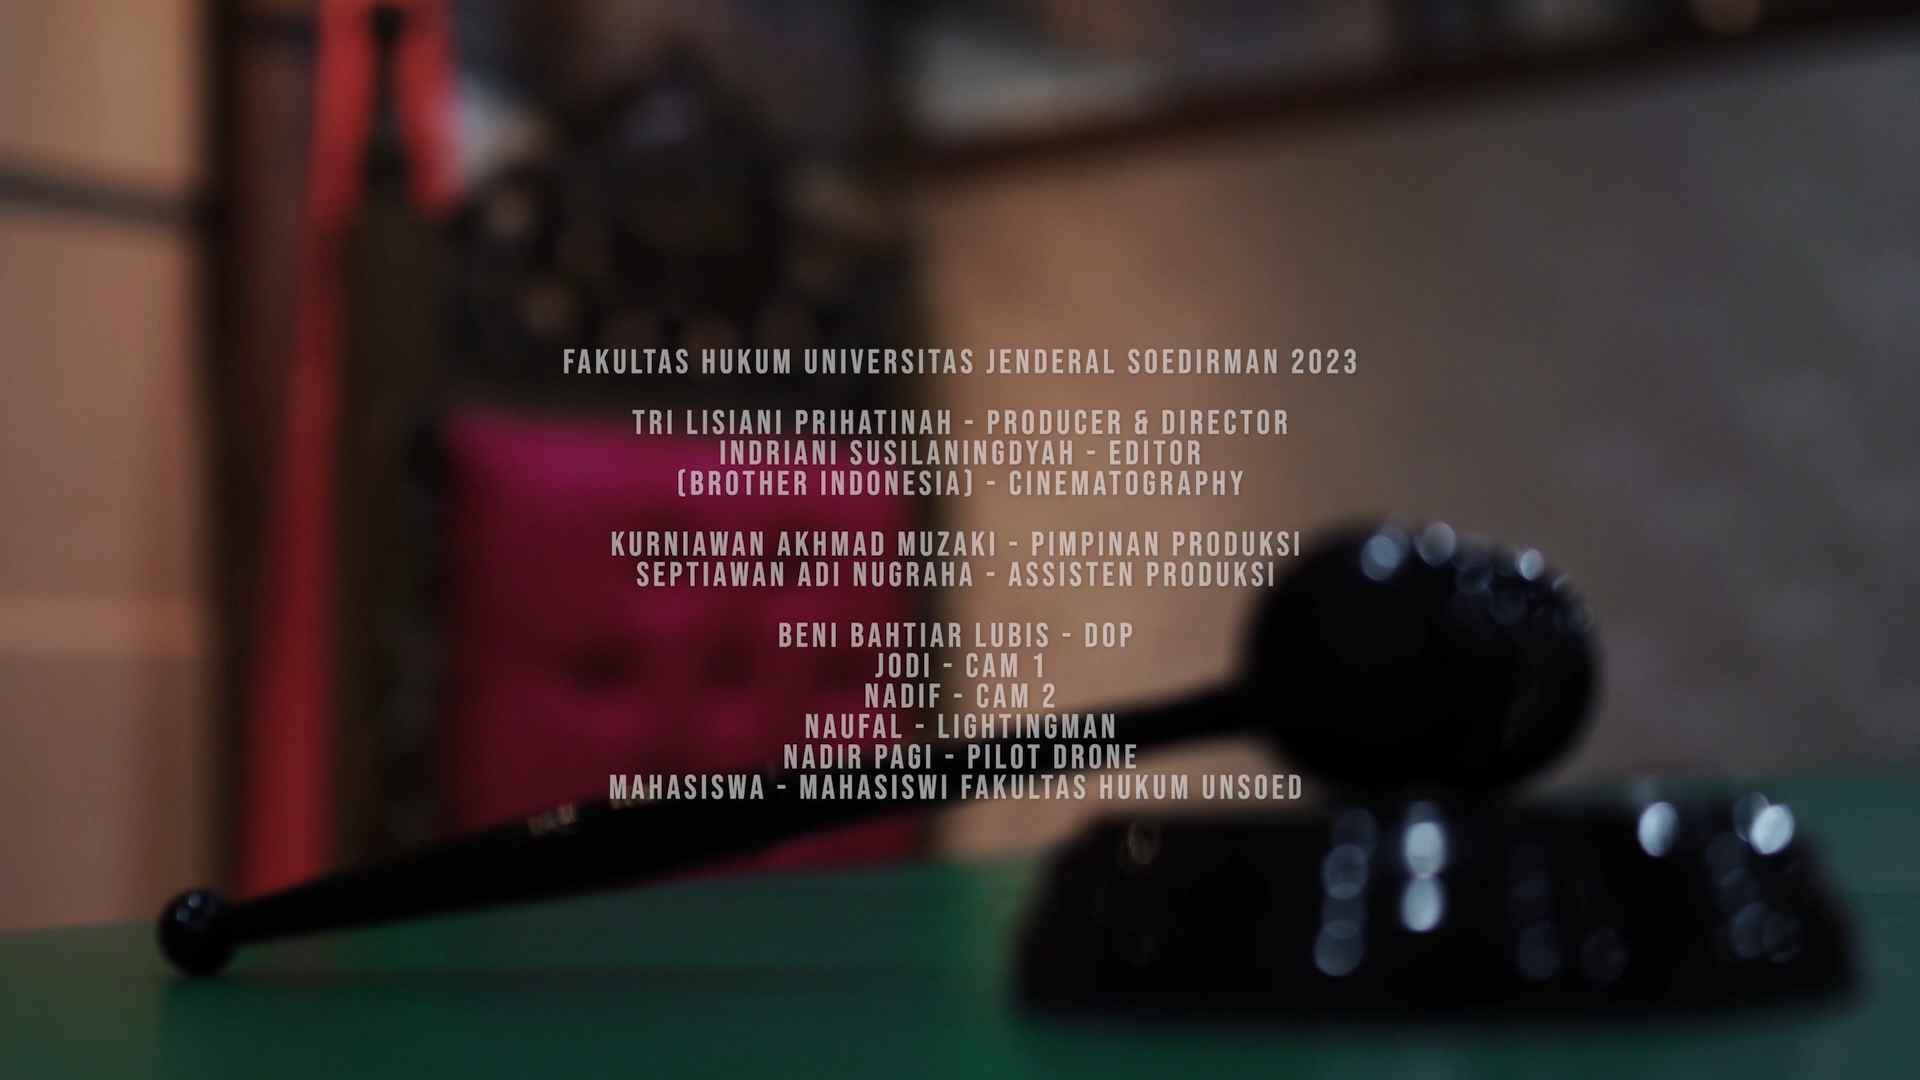 FAKULTAS HUKUM UNIVERSITAS JENDERAL SOEDIRMAN 2023
TRI LISIANI PRIHATINAH - PRODUCER & DIRECTOR
INDRIANI SUSILANINGDYAH - EDITOR
(BROTHER INDONESIA) - CINEMATOGRAPHY
KURNIAWAN AKHMAD MUZAKI - PIMPINAN PRODUKSI
SEPTIAWAN ADI NUGRAHA - ASSISTEN PRODUKSI
BENI BAHTIAR LUBIS - DOP
JODI - CAM 1
NADIF - CAM 2
NAUFAL - LIGHTINGMAN
NADIR PAGI - PILOT DRONE
MAHASISWA - MAHASISWI FAKULTAS HUKUM UNSOED